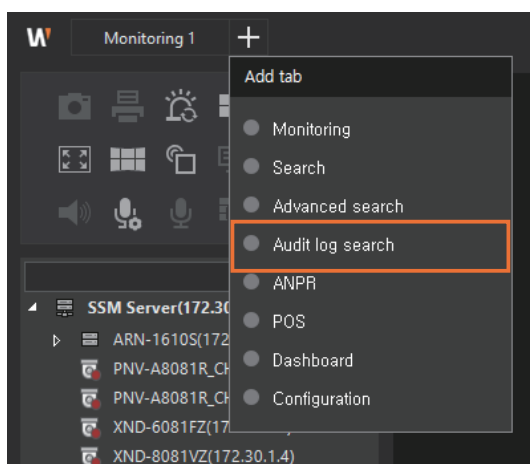 W Monitoring 1 +
Add tab
Monitoring
Search
Advanced search
Audit log search
ANPR
POS
Dashboard
Configuration
SSM Server(172.30
ARN-1610S(172
PNV-A8081R_CH
PNV-A8081R_CH
XND-6081FZ(17
XND-8081VZ(172.30.1.4)